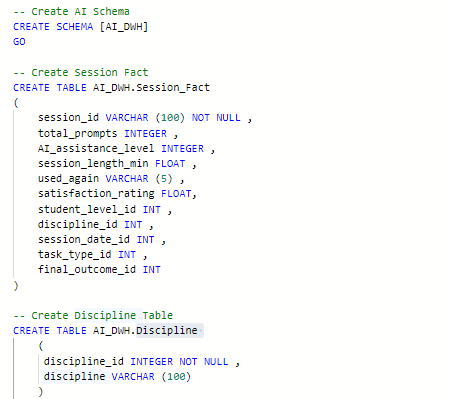 -- Create AI Schema
CREATE SCHEMA [AI_DWH]
GO
-- Create Session Fact
CREATE TABLE AI_DWH.Session_Fact
(
session_id VARCHAR (100) NOT NULL ,
total_prompts INTEGER ,
AI_assistance_level INTEGER ,
session_length_min FLOAT ,
used_again VARCHAR (5) ,
satisfaction_rating FLOAT,
student_level_id INT ,
discipline_id INT ,
session_date_id INT ,
task_type_id INT ,
final_outcome_id INT
)
-- Create Discipline Table
CREATE TABLE AI_DWH.Discipline
(
discipline_id INTEGER NOT NULL ,
discipline VARCHAR (100)
)